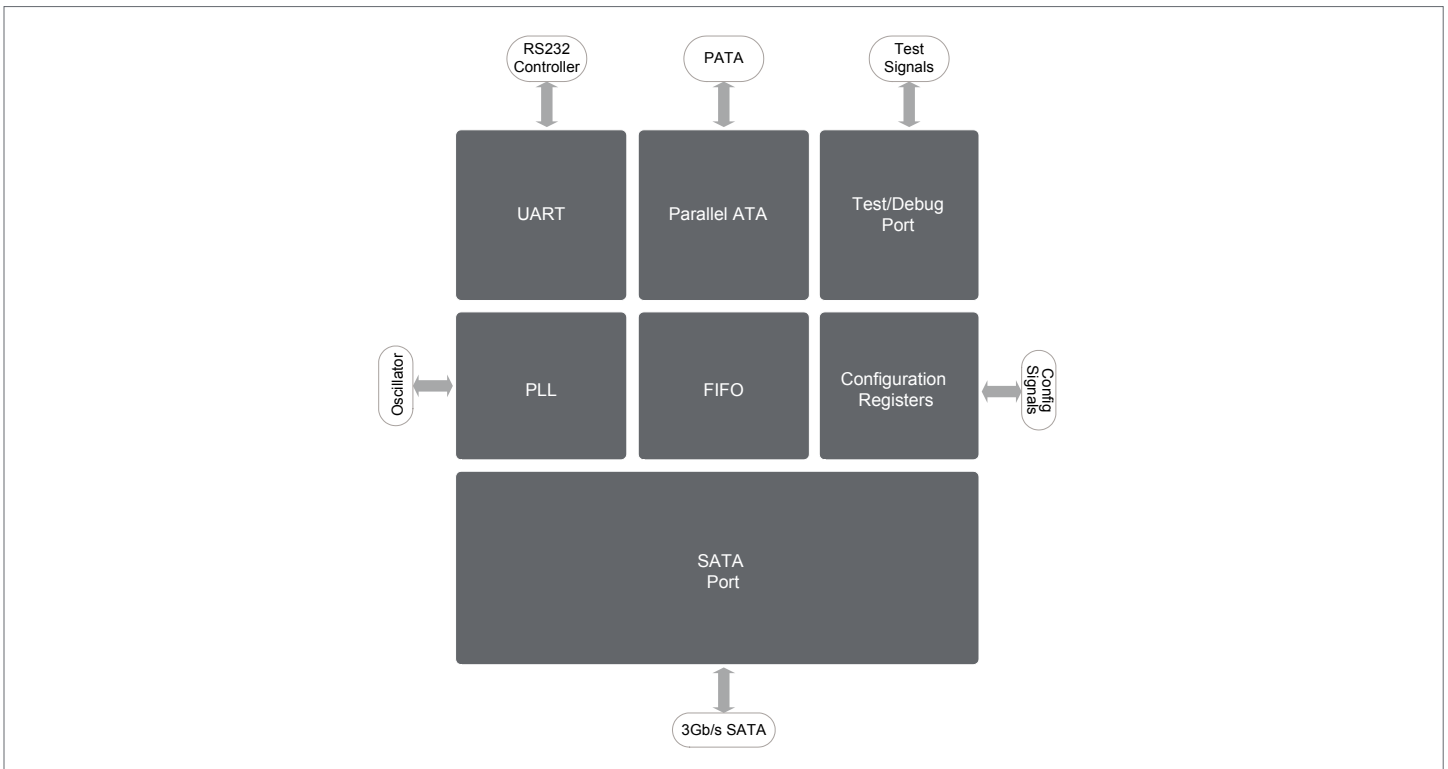 RS232
Controller
PATA
Test
Signals
UART
Parallel ATA
Test/Debug
Port
Oscillator
PLL
FIFO
Configuration
Registers
Config
Signals
SATA
Port
3Gb/s SATA